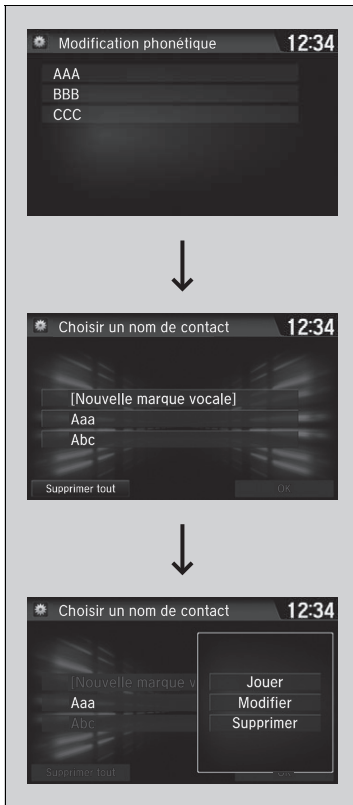 Modification phonétique 12:34
AAA
BBB
CCC
Choisir un nom de contact 12:34
[Nouvelle marque vocale]
Aaa
Abc
Supprimer tout OK
Choisir un nom de contact 12:34
[Nouvelle marque v Jouer
Aaa Modifier
Abc Supprimer
Supprimer tout OK